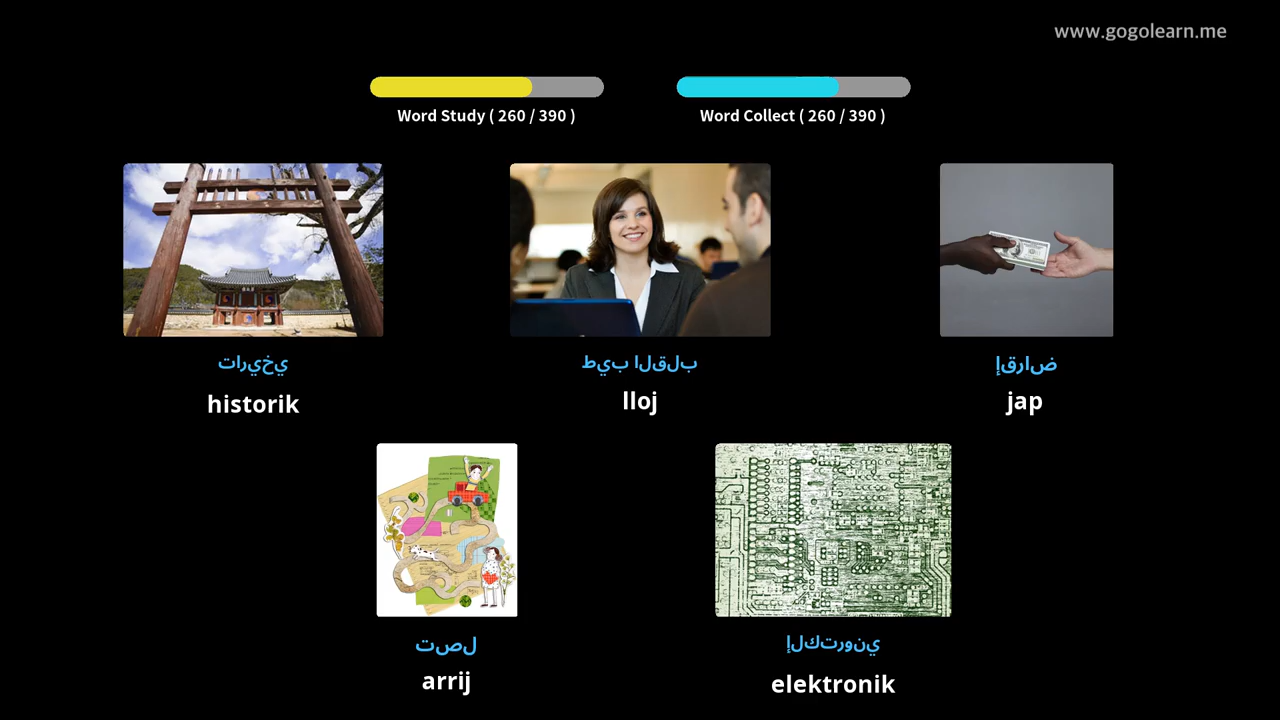 www.gogolearn.me
Word Study ( 260 / 390 )
Word Collect ( 260 / 390 )
تاريخي
historik
طيب القلب
lloj
إقراض
jap
تصل
arrij
إلكتروني
elektronik